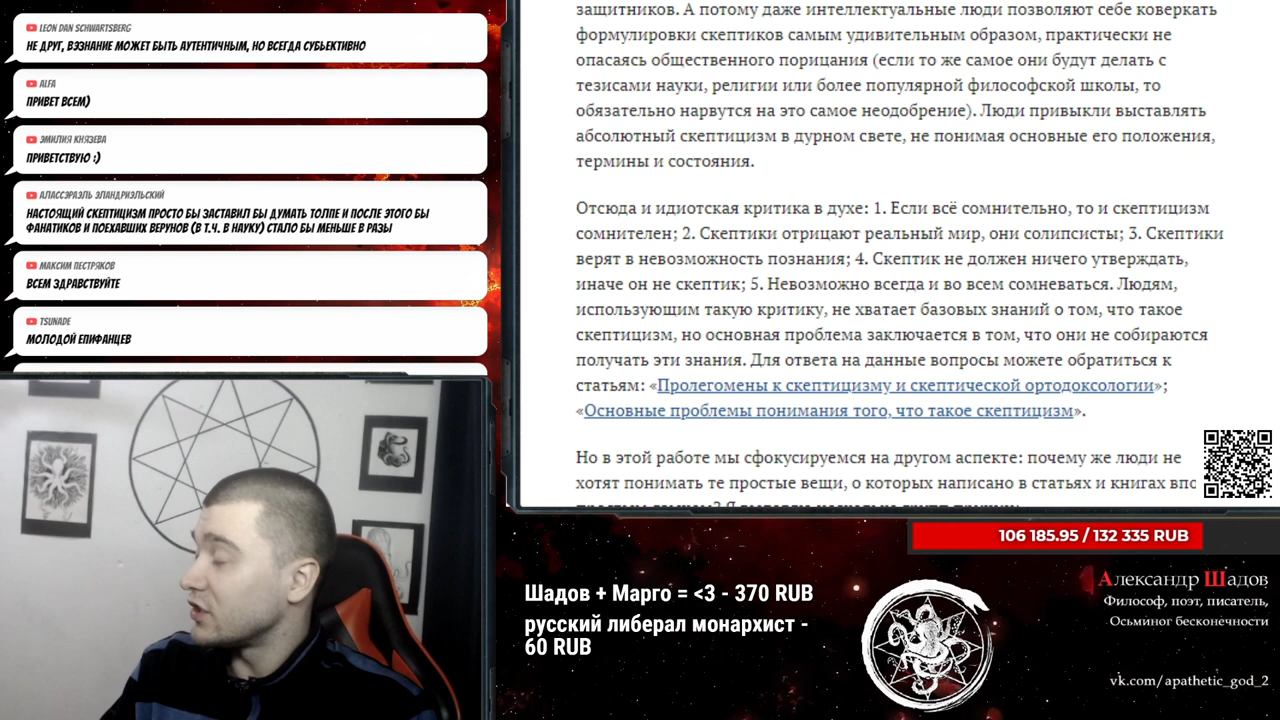 LEON DAN SCHWARTSBERG
НЕ ДРУГ, ВЗЗНАНИЕ МОЖЕТ БЫТЬ АУТЕНТИЧНЫМ, НО ВСЕГДА СУБЬЕКТИВНО
ALFA
ПРИВЕТ ВСЕМ)
ЭМИЛИЯ КНЯЗЕВА
ПРИВЕТСТВУЮ :)
АЛАССЭРАЭЛЬ ЭЛАНДРИЭЛЬСКИЙ
НАСТОЯЩИЙ СКЕПТИЦИЗМ ПРОСТО БЫ ЗАСТАВИЛ БЫ ДУМАТЬ ТОЛПЕ И ПОСЛЕ ЭТОГО БЫ
ФАНАТИКОВ И ПОЕХАВШИХ ВЕРУНОВ (В Т.Ч. В НАУКУ) СТАЛО БЫ МЕНЬШЕ В РАЗЫ
МАКСИМ ПЕСТРЯКОВ
ВСЕМ ЗДРАВСТВУЙТЕ
TSUNADE
МОЛОДОЙ ЕПИФАНЦЕВ
защитников. А потому даже интеллектуальные люди позволяют себе коверкать
формулировки скептиков самым удивительным образом, практически не
опасаясь общественного порицания (если то же самое они будут делать с
тезисами науки, религии или более популярной философской школы, то
обязательно нарвутся на это самое неодобрение). Люди привыкли выставлять
абсолютный скептицизм в дурном свете, не понимая основные его положения,
термины и состояния.
Отсюда и идиотская критика в духе: 1. Если всё сомнительно, то и скептицизм
сомнителен; 2. Скептики отрицают реальный мир, они солипсисты; 3. Скептики
верят в невозможность познания; 4. Скептик не должен ничего утверждать,
иначе он не скептик; 5. Невозможно всегда и во всем сомневаться. Людям,
использующим такую критику, не хватает базовых знаний о том, что такое
скептицизм, но основная проблема заключается в том, что они не собираются
получать эти знания. Для ответа на данные вопросы можете обратиться к
статьям: «Пролегомены к скептицизму и скептической ортодоксологии»;
«Основные проблемы понимания того, что такое скептицизм».
Но в этой работе мы сфокусируемся на другом аспекте: почему же люди не
хотят понимать те простые вещи, о которых написано в статьях и книгах впо
106 185.95 / 132 335 RUB
Шадов + Марго = <3 - 370 RUB
русский либерал монархист -
60 RUB
Александр Шадов
Философ, поэт, писатель,
Осьминог бесконечности
vk.com/apathetic_god_2